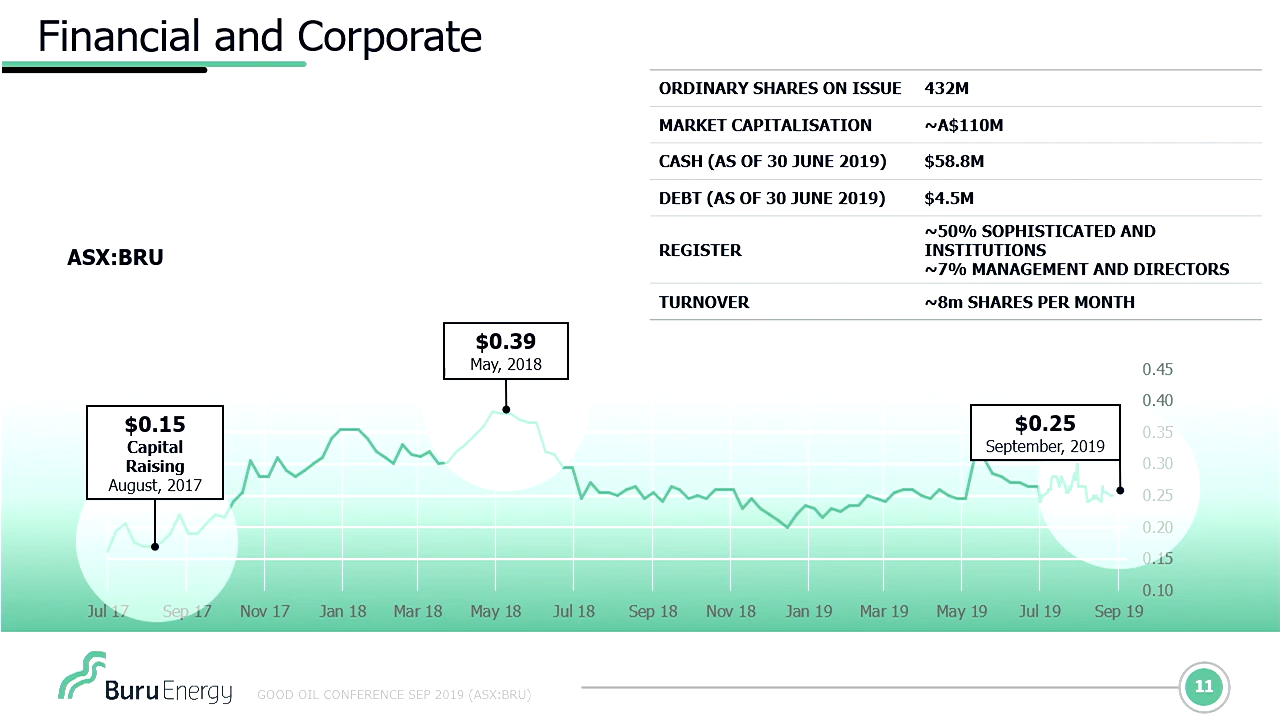 Financial and Corporate
ORDINARY SHARES ON ISSUE 432M
MARKET CAPITALISATION ~A$110M
CASH (AS OF 30 JUNE 2019) $58.8M
DEBT (AS OF 30 JUNE 2019) $4.5M
REGISTER ~50% SOPHISTICATED AND
INSTITUTIONS
~7% MANAGEMENT AND DIRECTORS
TURNOVER ~8m SHARES PER MONTH
ASX:BRU
$0.39
May, 2018
$0.15
Capital
Raising
August, 2017
$0.25
September, 2019
0.45
0.40
0.35
0.30
0.25
0.20
0.15
0.10
Jul 17 Sep 17 Nov 17 Jan 18 Mar 18 May 18 Jul 18 Sep 18 Nov 18 Jan 19 Mar 19 May 19 Jul 19 Sep 19
Buru Energy
GOOD OIL CONFERENCE SEP 2019 (ASX:BRU)
11